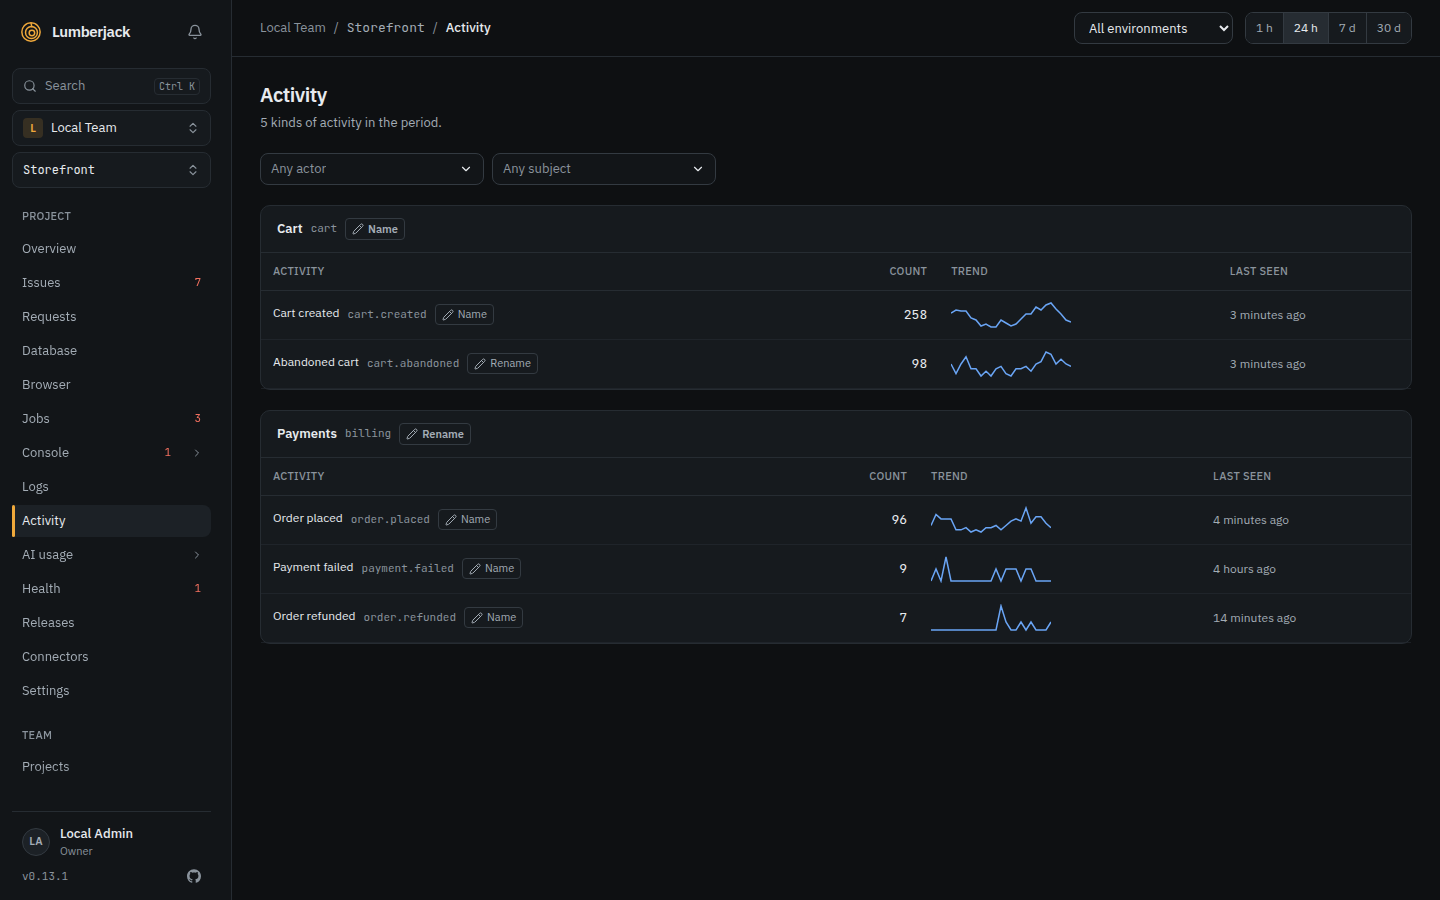 Lumberjack
Search Ctrl K
L Local Team
Storefront
PROJECT
Overview
Issues 7
Requests
Database
Browser
Jobs 3
Console 1
Logs
Activity
AI usage
Health 1
Releases
Connectors
Settings
TEAM
Projects
LA Local Admin
Owner
v0.13.1
Local Team / Storefront / Activity
All environments 1 h 24 h 7 d 30 d
Activity
5 kinds of activity in the period.
Any actor Any subject
Cart cart Name
ACTIVITY COUNT TREND LAST SEEN
Cart created cart.created Name 258 3 minutes ago
Abandoned cart cart.abandoned Rename 98 3 minutes ago
Payments billing Rename
ACTIVITY COUNT TREND LAST SEEN
Order placed order.placed Name 96 4 minutes ago
Payment failed payment.failed Name 9 4 hours ago
Order refunded order.refunded Name 7 14 minutes ago